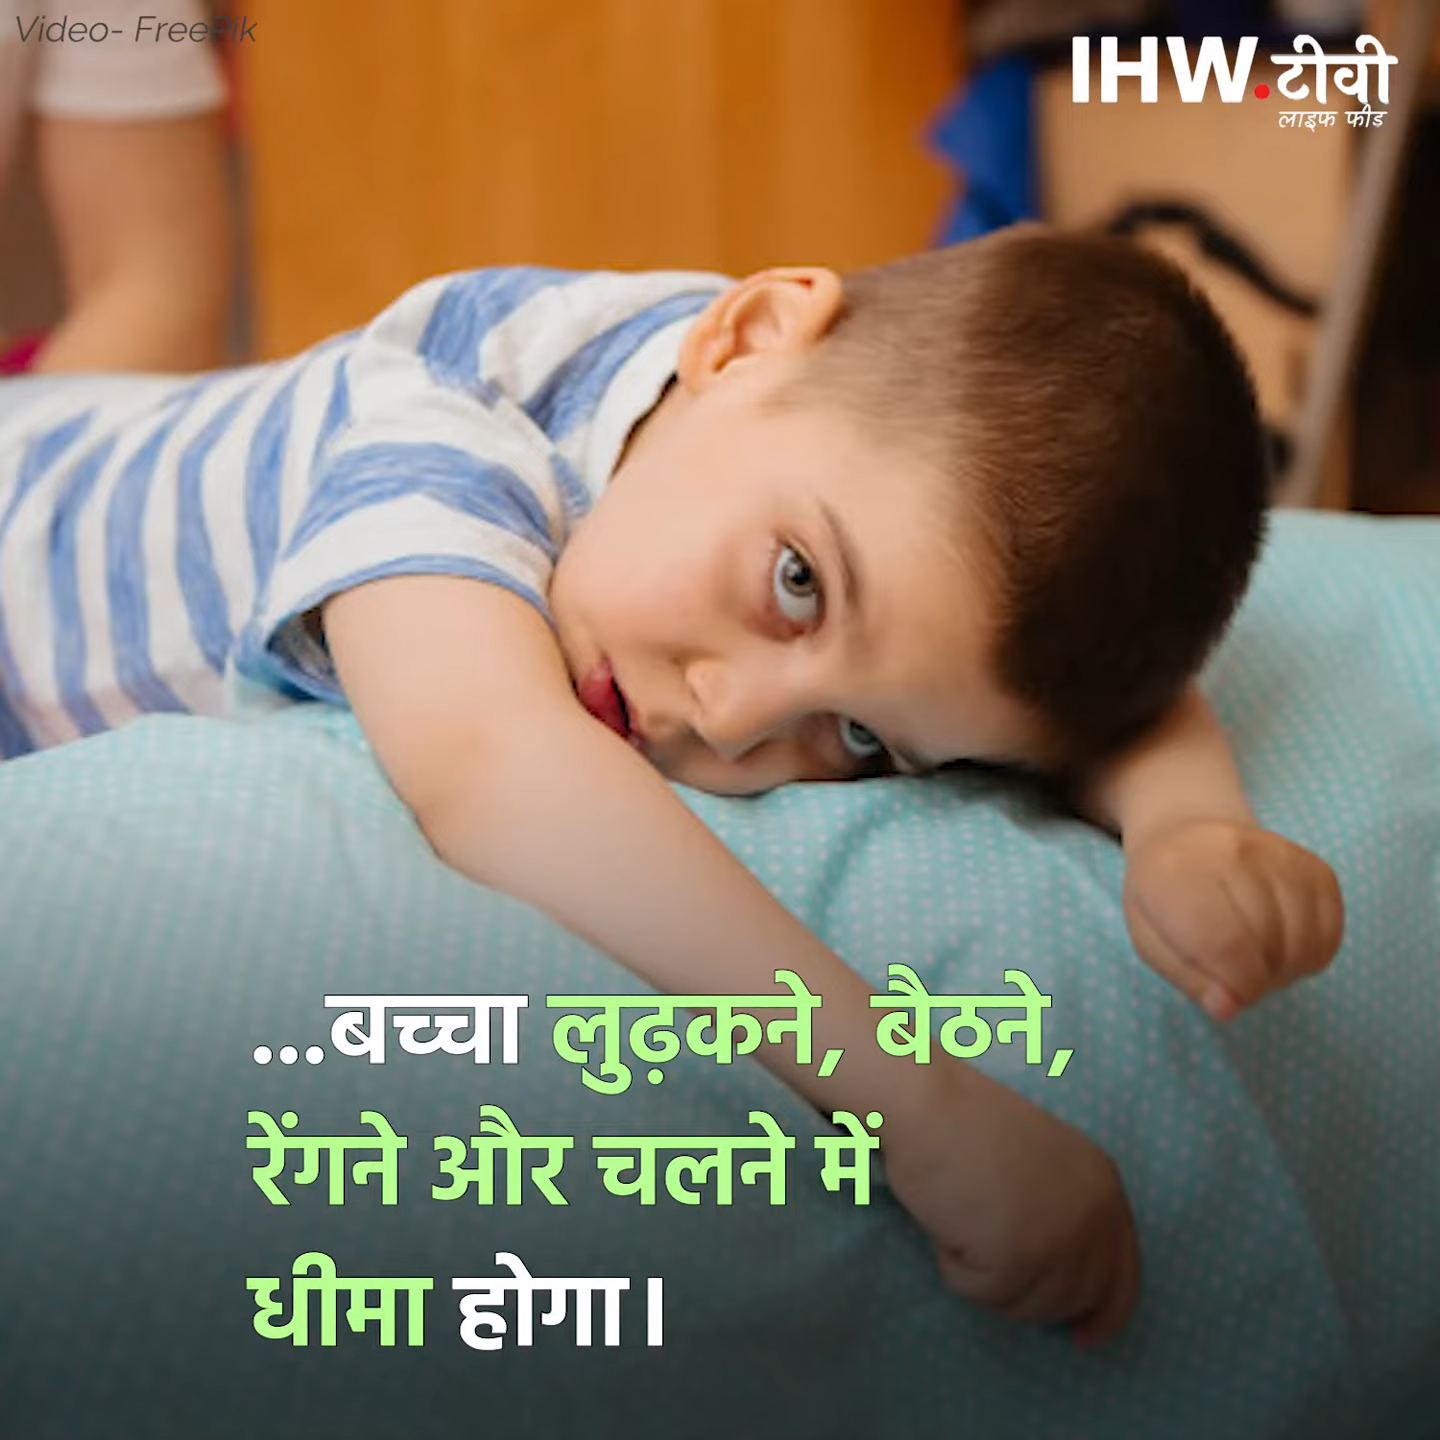 Video- FreePik
IHW.टीवी
लाइफ फीड
...बच्चा लुढ़कने, बैठने,
रेंगने और चलने में
धीमा होगा।